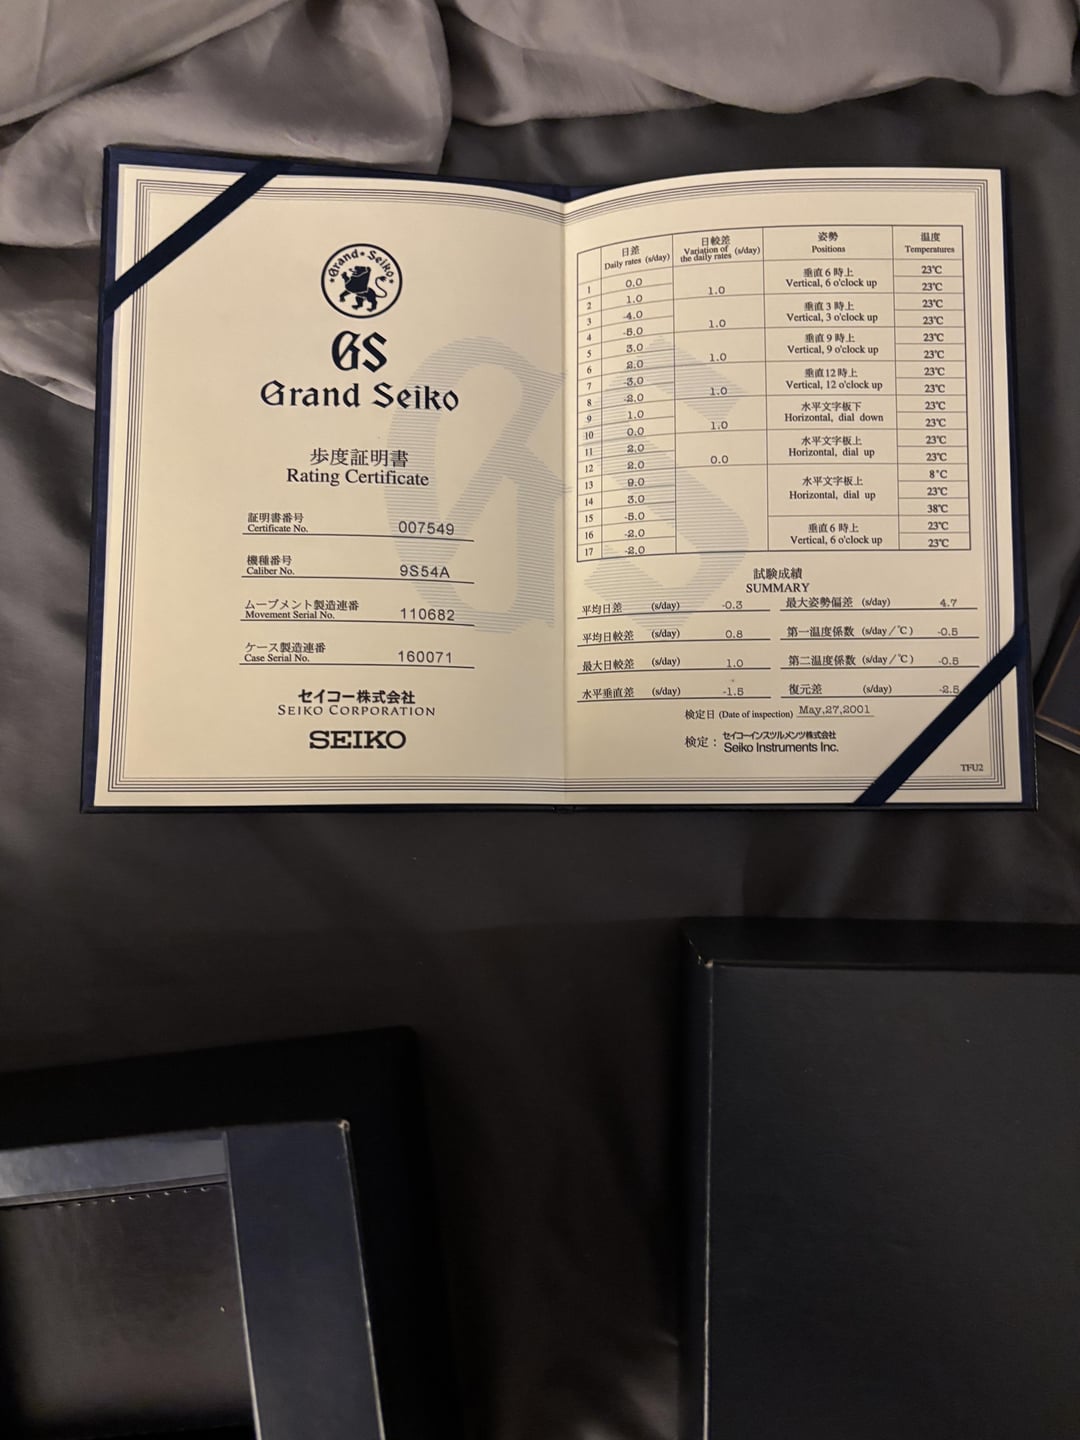 Grand Seiko
GS
Grand Seiko
歩度証明書
Rating Certificate
証明書番号
Certificate No. 007549
機種番号
Caliber No. 9S54A
ムーブメント製造連番
Movement Serial No. 110682
ケース製造連番
Case Serial No. 160071
セイコー株式会社
SEIKO CORPORATION
SEIKO
日差 日較差 姿勢 温度
Daily rates (s/day) Variation of the daily rates (s/day) Positions Temperatures
1 0.0 1.0 垂直6時上 23℃
2 1.0 Vertical, 6 o'clock up 23℃
3 -4.0 1.0 垂直3時上 23℃
4 -5.0 Vertical, 3 o'clock up 23℃
5 3.0 1.0 垂直9時上 23℃
6 2.0 Vertical, 9 o'clock up 23℃
7 -3.0 1.0 垂直12時上 23℃
8 -2.0 Vertical, 12 o'clock up 23℃
9 1.0 1.0 水平文字板下 23℃
10 0.0 Horizontal, dial down 23℃
11 2.0 0.0 水平文字板上 23℃
12 2.0 Horizontal, dial up 23℃
13 9.0 水平文字板上 8℃
14 3.0 Horizontal, dial up 23℃
15 -5.0 38℃
16 -2.0 垂直6時上 23℃
17 -2.0 Vertical, 6 o'clock up 23℃
試験成績
SUMMARY
平均日差 (s/day) -0.3 最大姿勢偏差 (s/day) 4.7
平均日較差 (s/day) 0.8 第一温度係数 (s/day/℃) -0.5
最大日較差 (s/day) 1.0 第二温度係数 (s/day/℃) -0.5
水平垂直差 (s/day) -1.5 復元差 (s/day) -2.5
検定日 (Date of inspection) May,27,2001
検定： セイコーインスツルメンツ株式会社
Seiko Instruments Inc.
TFU2